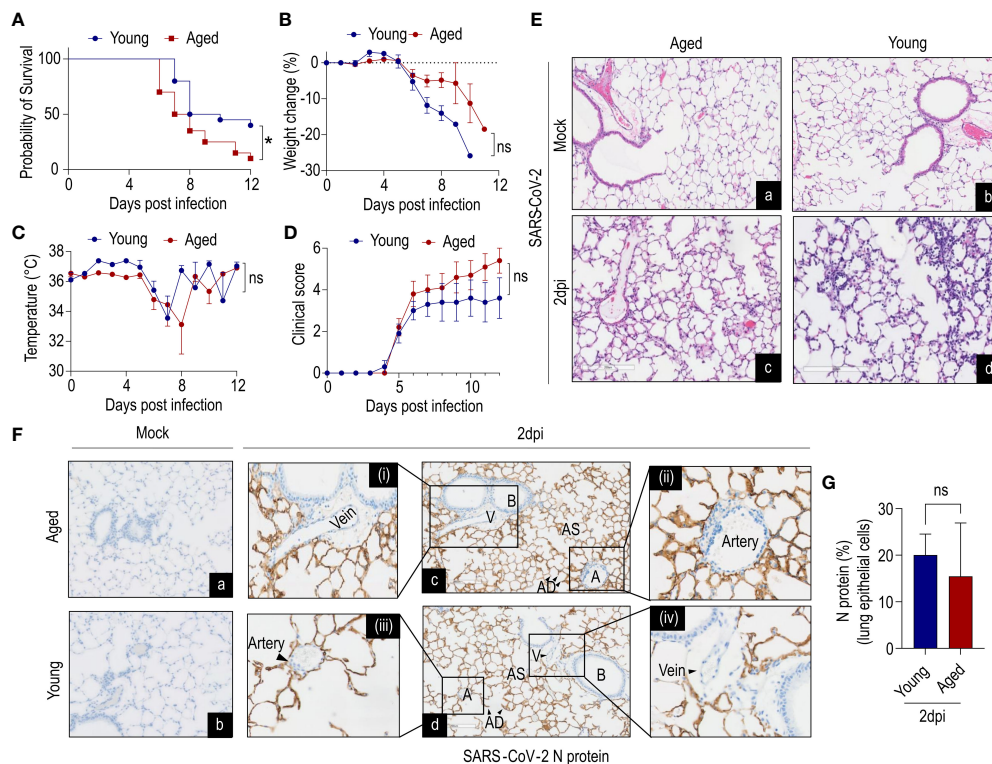 A
Young Aged
Probability of Survival
100
50
0
0 4 8 12
Days post infection
*
B
Young Aged
Weight change (%)
0
-10
-20
-30
0 4 8 12
Days post infection
ns
C
Young Aged
Temperature (°C)
38
36
34
32
30
0 4 8 12
Days post infection
ns
D
Young Aged
Clinical score
6
4
2
0
5 10
Days post infection
ns
E
Aged Young
SARS-CoV-2
Mock
2dpi
a
b
c
d
F
Mock 2dpi
Aged
Young
a
b
(i)
Vein
B
V
AS
AD
A
c
(ii)
Artery
(iii)
Artery
V
B
AS
A
AD
d
(iv)
Vein
SARS-CoV-2 N protein
G
N protein (%)
(lung epithelial cells)
30
20
10
0
ns
Young Aged
2dpi